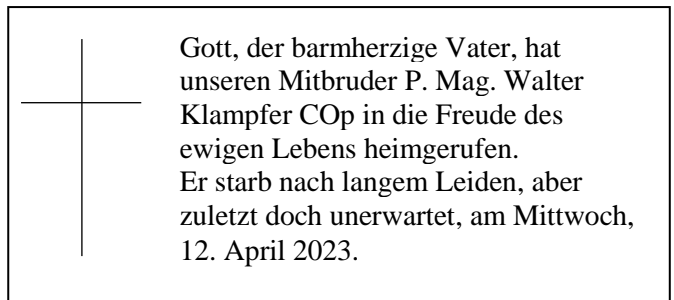 Gott, der barmherzige Vater, hat
unseren Mitbruder P. Mag. Walter
Klampfer COp in die Freude des
ewigen Lebens heimgerufen.
Er starb nach langem Leiden, aber
zuletzt doch unerwartet, am Mittwoch,
12. April 2023.